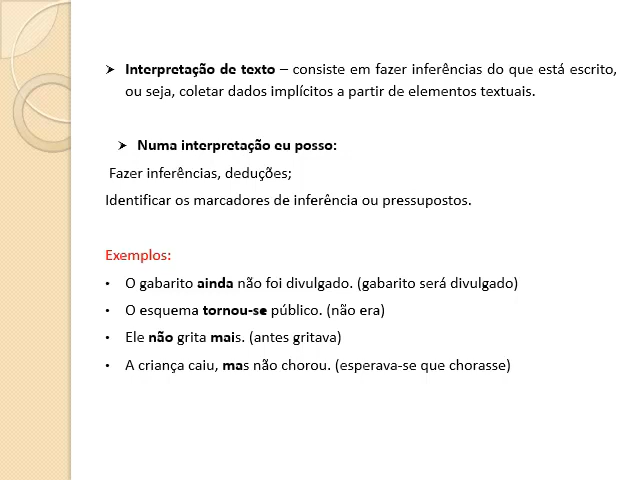 ➤ Interpretação de texto – consiste em fazer inferências do que está escrito,
ou seja, coletar dados implícitos a partir de elementos textuais.
➤ Numa interpretação eu posso:
Fazer inferências, deduções;
Identificar os marcadores de inferência ou pressupostos.
Exemplos:
• O gabarito ainda não foi divulgado. (gabarito será divulgado)
• O esquema tornou-se público. (não era)
• Ele não grita mais. (antes gritava)
• A criança caiu, mas não chorou. (esperava-se que chorasse)